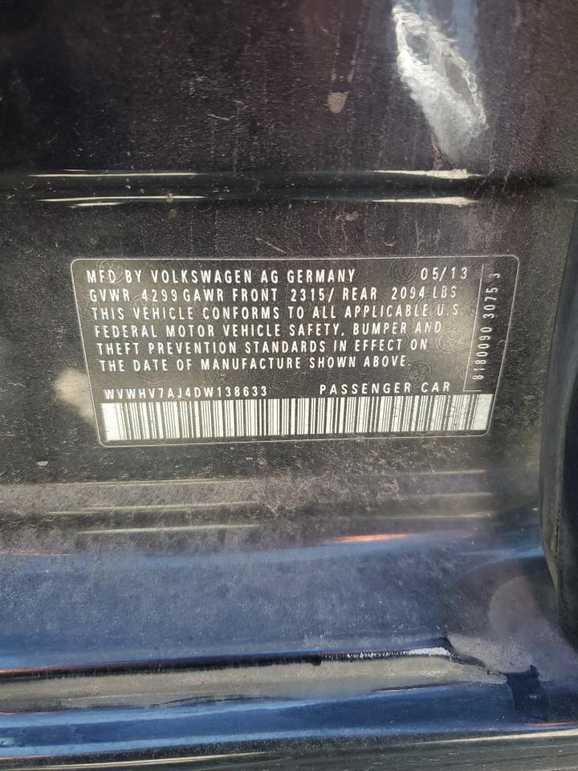 MFD BY VOLKSWAGEN AG GERMANY 05/13
GVWR 4299 GAWR FRONT 2315/ REAR 2094 LBS
THIS VEHICLE CONFORMS TO ALL APPLICABLE U.S.
FEDERAL MOTOR VEHICLE SAFETY, BUMPER AND
THEFT PREVENTION STANDARDS IN EFFECT ON
THE DATE OF MANUFACTURE SHOWN ABOVE.
WVWHV7AJ4DW138633 PASSENGER CAR
8180090 3075 3